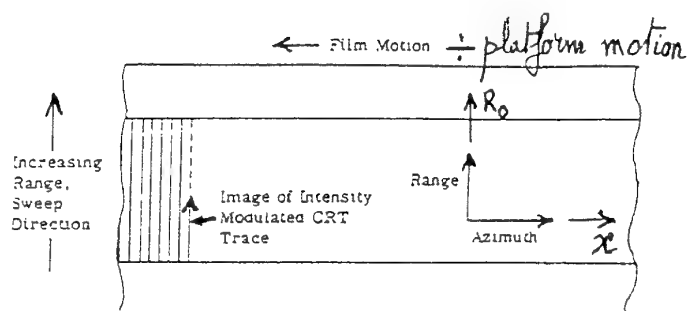 Film Motion ÷ platform motion
R₀
Increasing
Range,
Sweep
Direction
Image of Intensity
Modulated CRT
Trace
Range
Azimuth
x